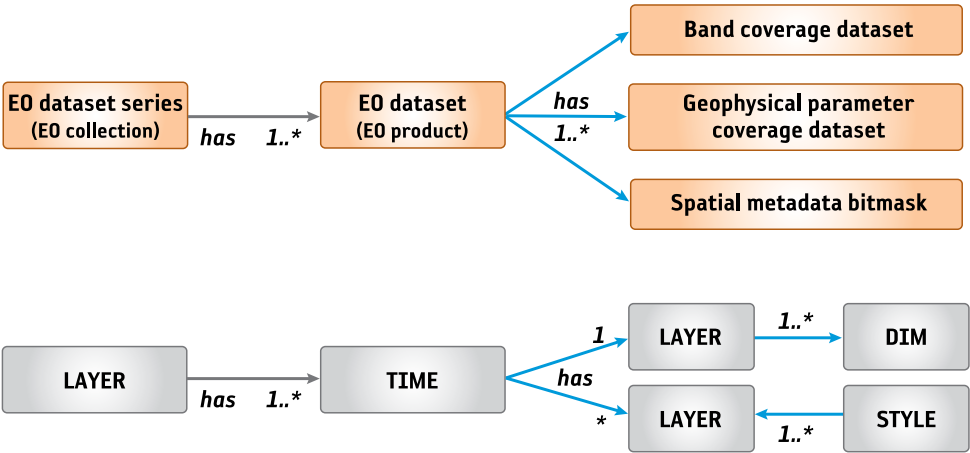 Band coverage dataset
EO dataset series
(EO collection)
has 1..*
EO dataset
(EO product)
has
1..*
Geophysical parameter
coverage dataset
Spatial metadata bitmask
LAYER
has 1..*
TIME
1
has
*
LAYER
1..*
DIM
LAYER
1..*
STYLE